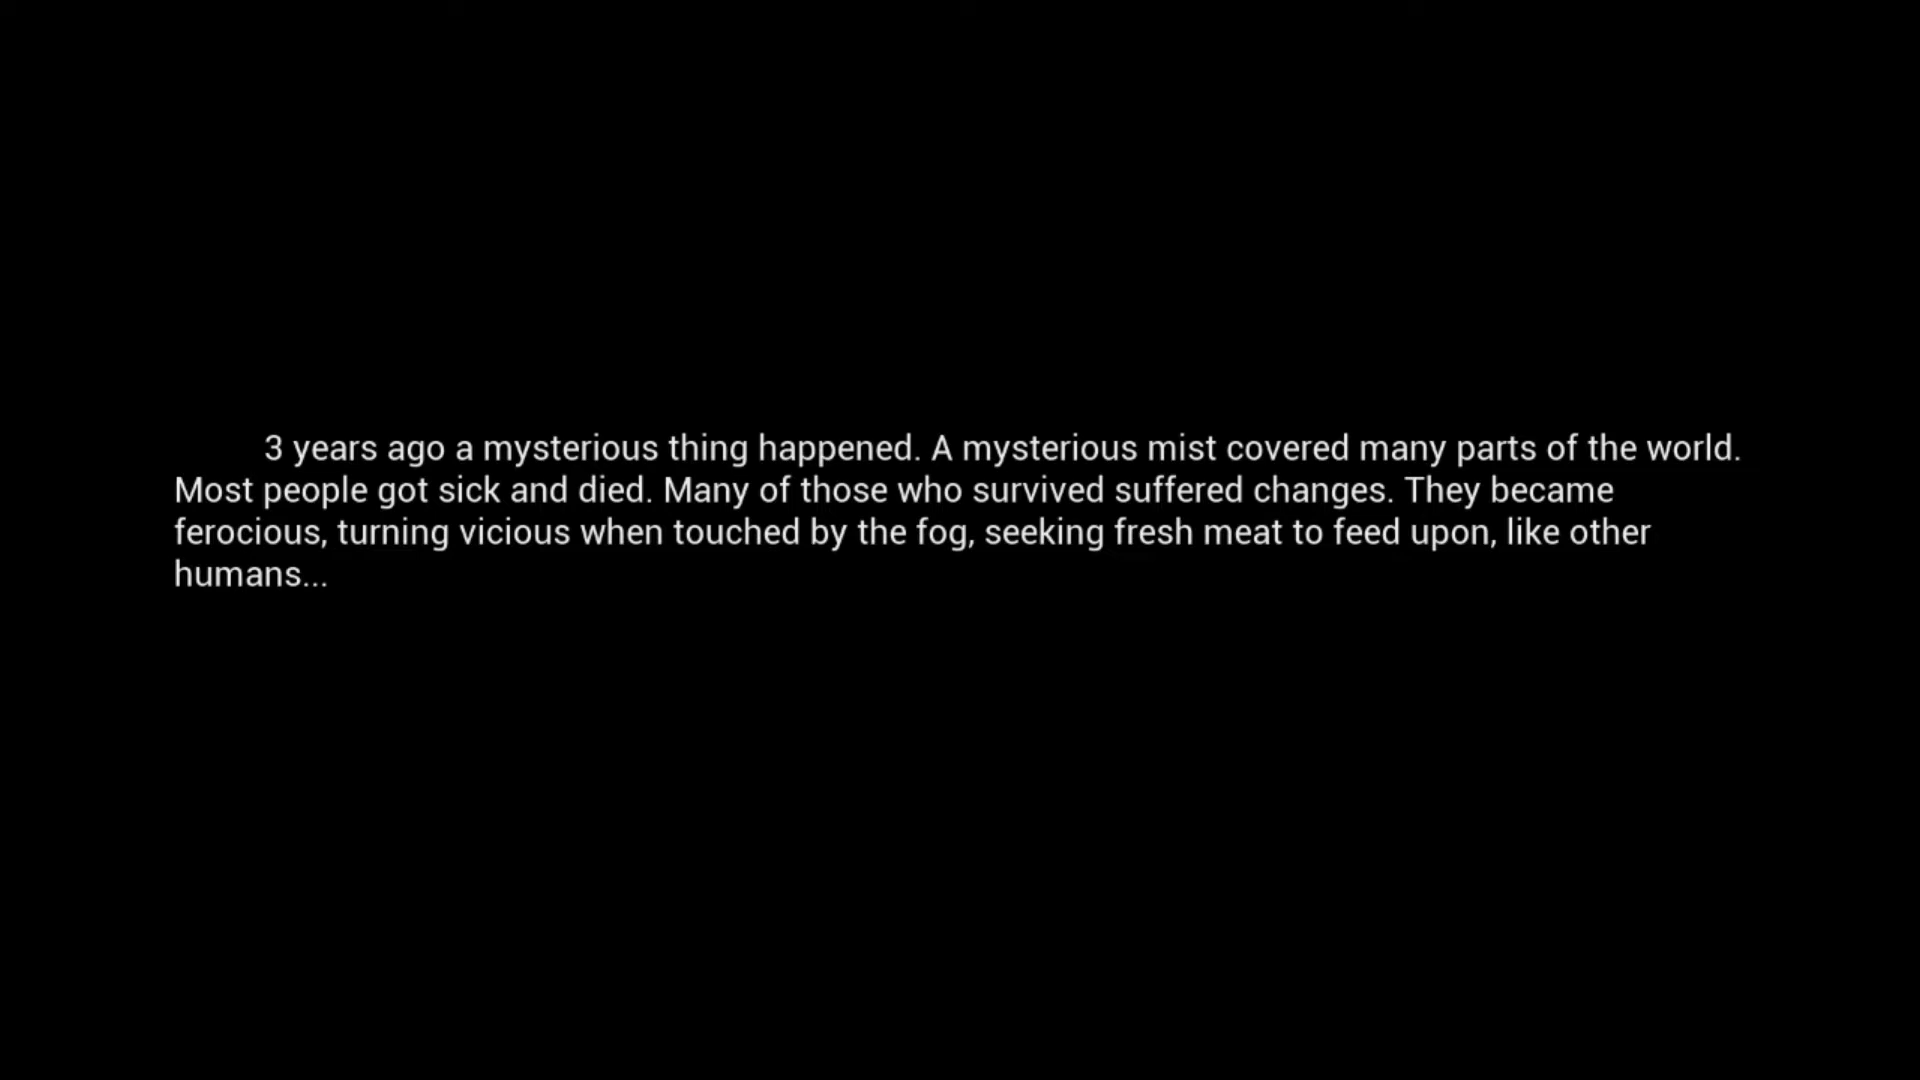 3 years ago a mysterious thing happened. A mysterious mist covered many parts of the world.
Most people got sick and died. Many of those who survived suffered changes. They became
ferocious, turning vicious when touched by the fog, seeking fresh meat to feed upon, like other
humans...